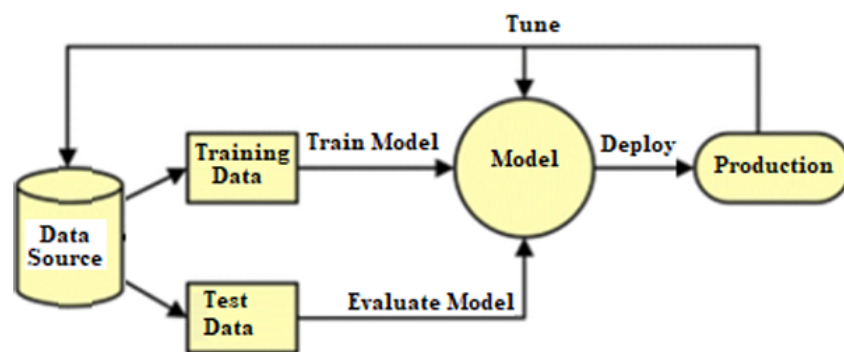 Tune
Training
Data
Train Model
Model
Deploy
Production
Data
Source
Test
Data
Evaluate Model